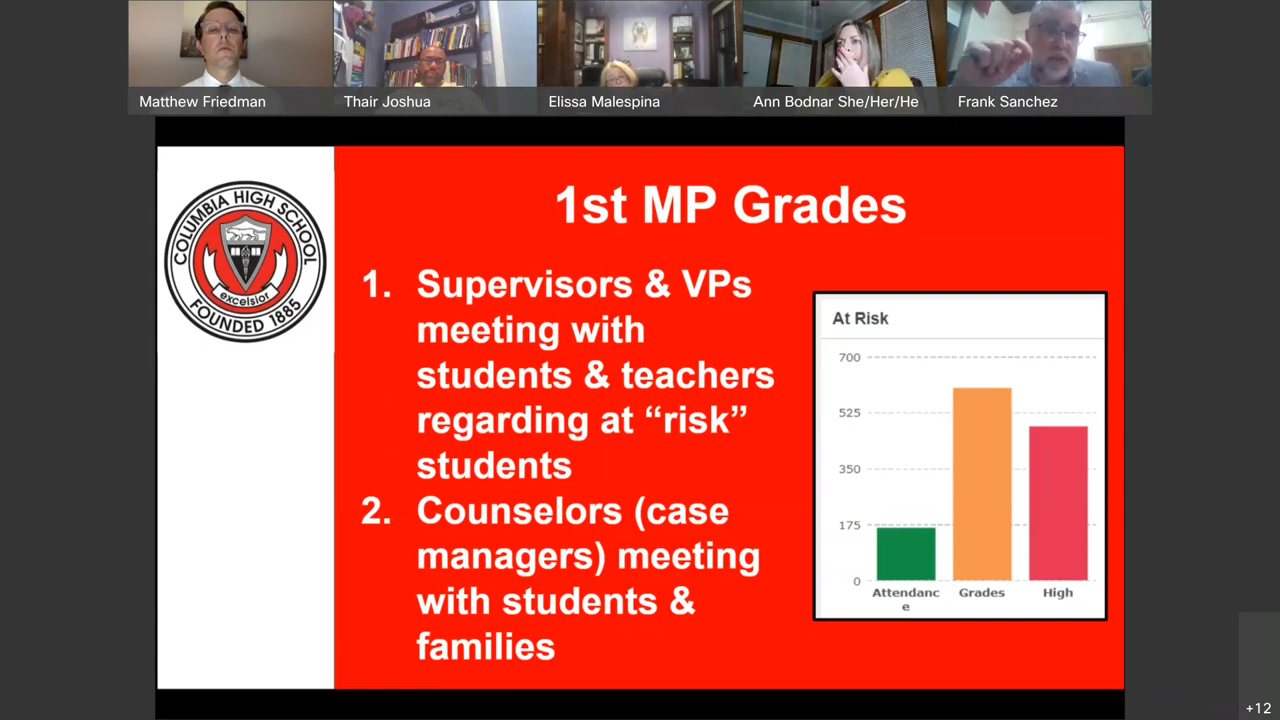 Matthew Friedman
Thair Joshua
Elissa Malespina
Ann Bodnar She/Her/He
Frank Sanchez
COLUMBIA HIGH SCHOOL
excelsior
FOUNDED 1885
1st MP Grades
1. Supervisors & VPs
meeting with
students & teachers
regarding at “risk”
students
2. Counselors (case
managers) meeting
with students &
families
At Risk
700
525
350
175
0
Attendanc
e
Grades
High
+12